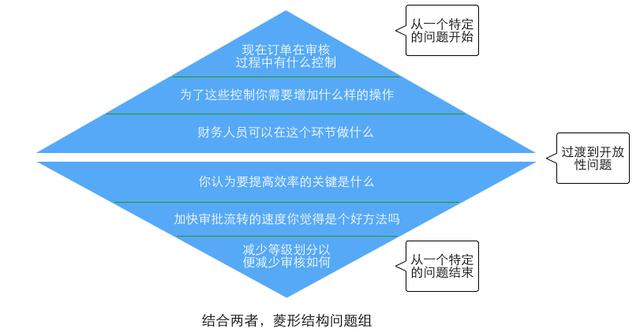 现在订单在审核
过程中有什么控制
从一个特定
的问题开始
为了这些控制你需要增加什么样的操作
财务人员可以在这个环节做什么
过渡到开放
性问题
你认为要提高效率的关键是什么
加快审批流转的速度你觉得是个好方法吗
减少等级划分以
便减少审核如何
从一个特定
的问题结束
结合两者，菱形结构问题组